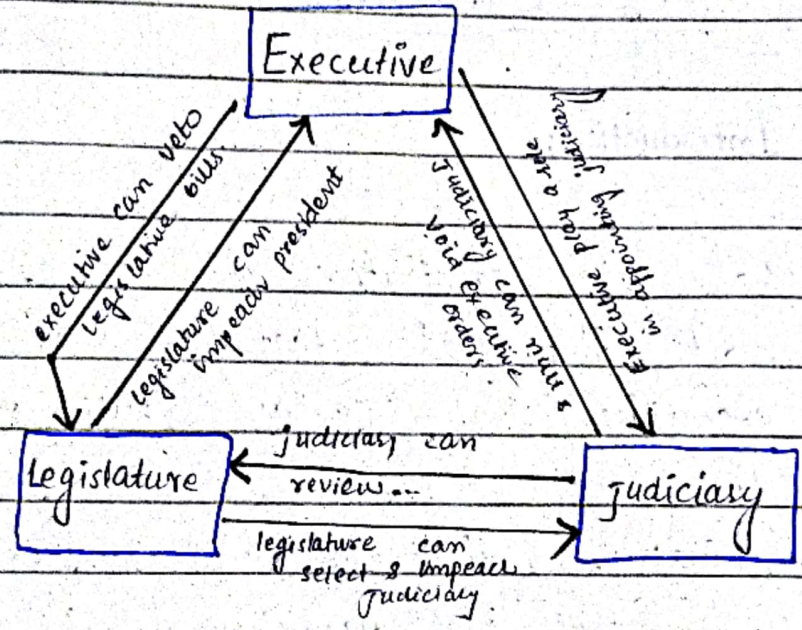 Executive
executive can veto
legislative bills
legislature can
impeach president
Judiciary can nullify &
void executive
orders.
Executive play a role
in appointing judiciary
Legislature
judiciary can
review...
Judiciary
legislature can
select & impeach
Judiciary